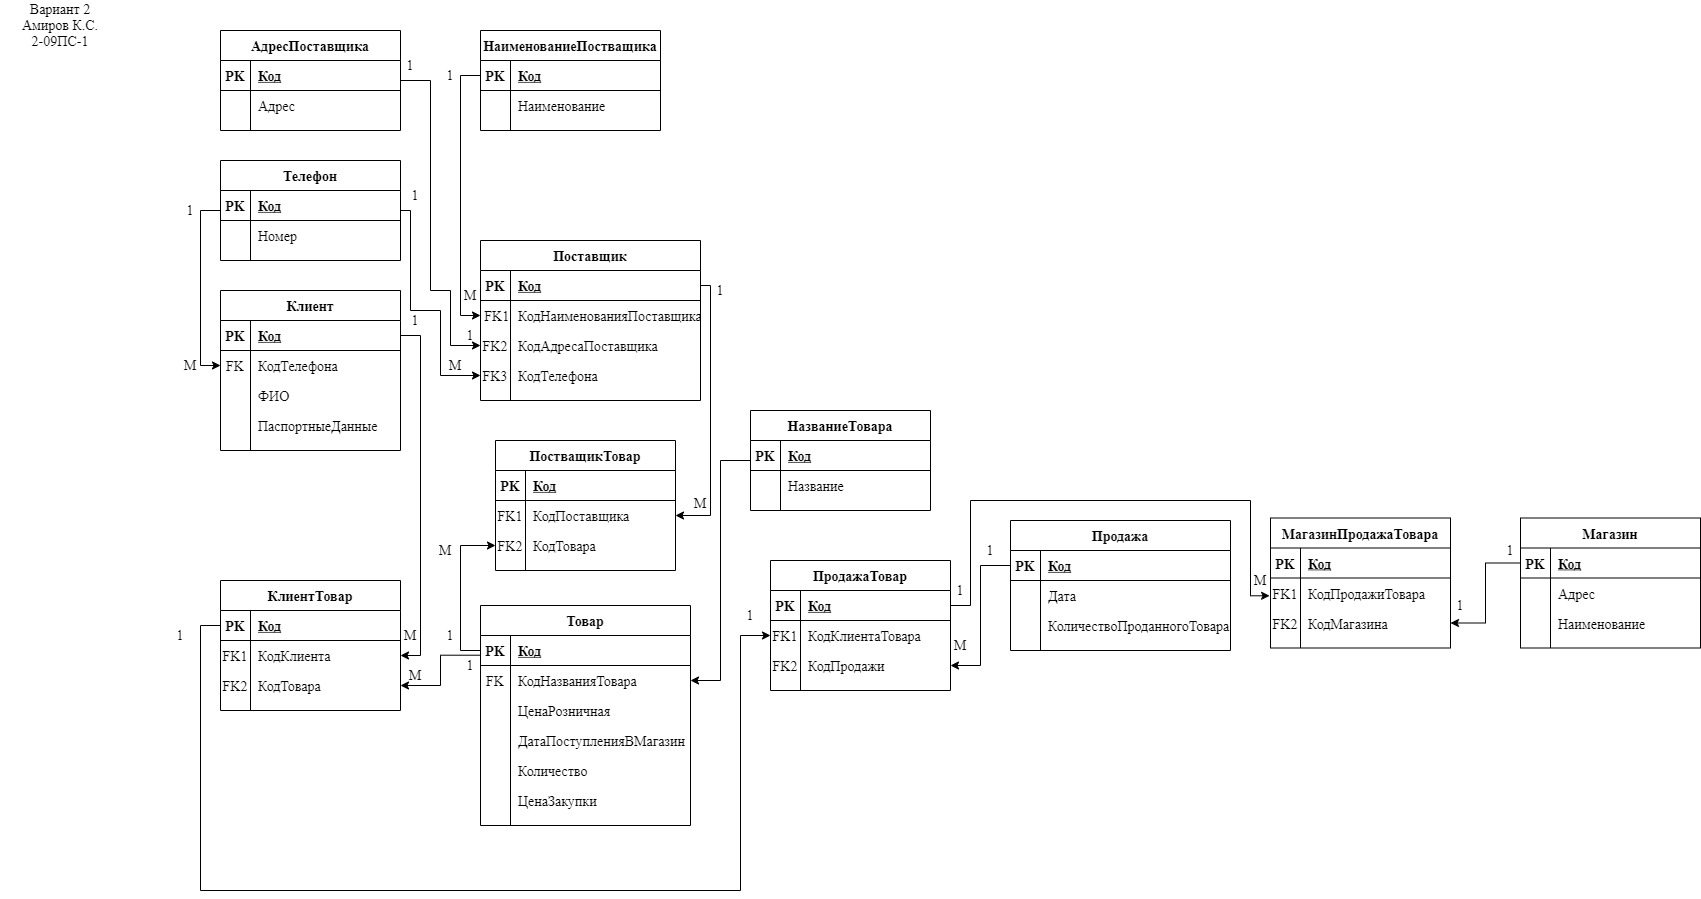 Вариант 2
Амиров К.С.
2-09ПС-1
АдресПоставщика
PK Код
Адрес
1
НаименованиеПостващика
1
PK Код
Наименование
Телефон
PK Код
Номер
1
1
Клиент
PK Код
FK КодТелефона
ФИО
ПаспортныеДанные
1
М
Поставщик
PK Код
FK1 КодНаименованияПоставщика
FK2 КодАдресаПоставщика
FK3 КодТелефона
М
1
М
1
ПостващикТовар
PK Код
FK1 КодПоставщика
FK2 КодТовара
М
М
НазваниеТовара
PK Код
Название
КлиентТовар
PK Код
FK1 КодКлиента
FK2 КодТовара
1
М
М
Товар
PK Код
FK КодНазванияТовара
ЦенаРозничная
ДатаПоступленияВМагазин
Количество
ЦенаЗакупки
1
1
ПродажаТовар
PK Код
FK1 КодКлиентаТовара
FK2 КодПродажи
1
1
М
Продажа
PK Код
Дата
КоличествоПроданногоТовара
1
МагазинПродажаТовара
PK Код
FK1 КодПродажиТовара
FK2 КодМагазина
М
1
Магазин
PK Код
Адрес
Наименование
1